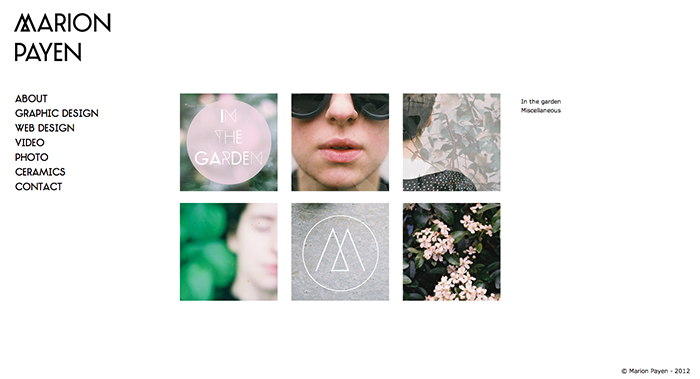 MARION
PAYEN
ABOUT
GRAPHIC DESIGN
WEB DESIGN
VIDEO
PHOTO
CERAMICS
CONTACT
IN
THE
GARDEN
In the garden
Miscellaneous
© Marion Payen - 2012